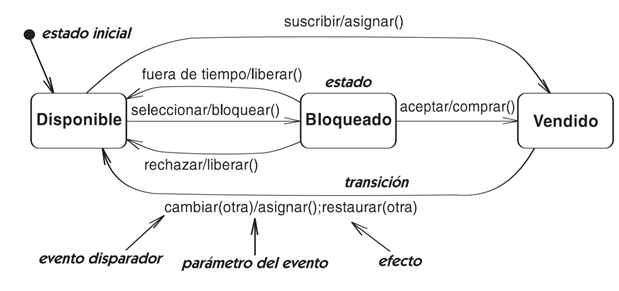 suscribir/asignar()
estado inicial
fuera de tiempo/liberar()
estado
Disponible
seleccionar/bloquear()
Bloqueado
aceptar/comprar()
Vendido
rechazar/liberar()
transición
cambiar(otra)/asignar();restaurar(otra)
evento disparador
parámetro del evento
efecto